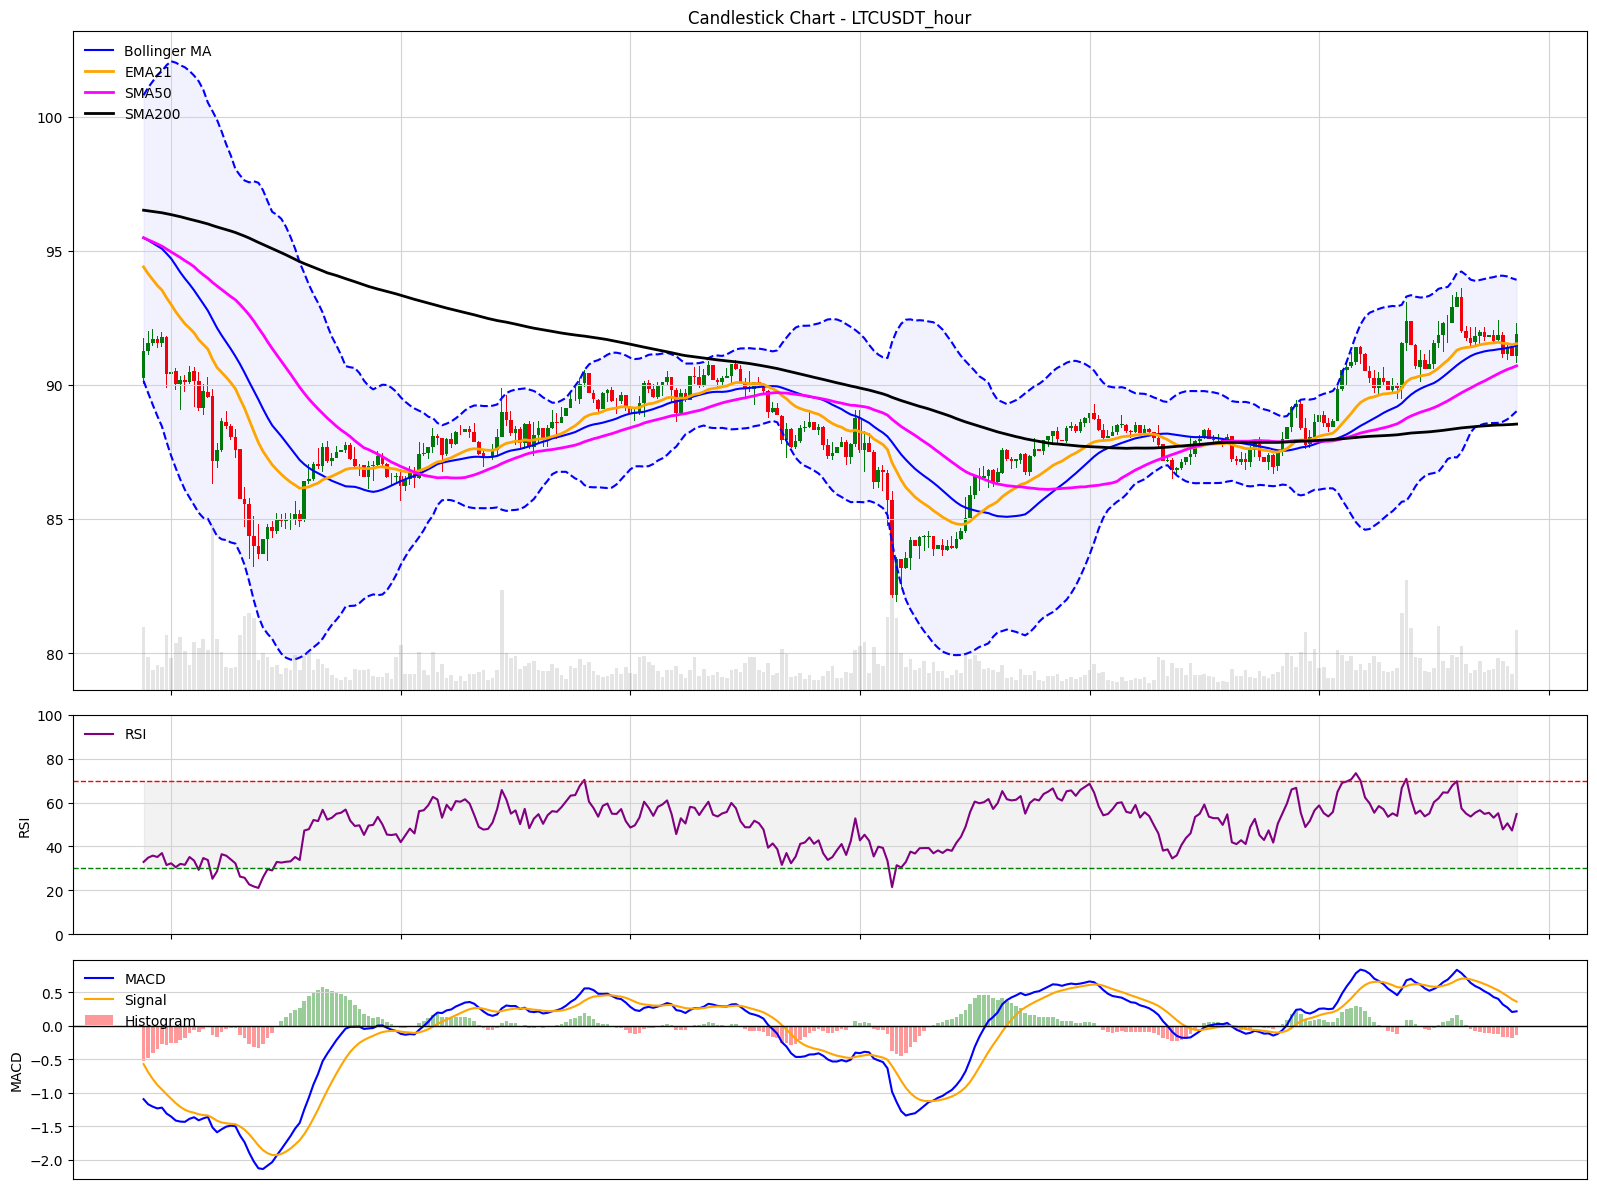 Candlestick Chart - LTCUSDT_hour
Bollinger MA
EMA21
SMA50
SMA200
100
95
90
85
80
RSI
100
80
60
40
20
0
RSI
MACD
Signal
Histogram
0.5
0.0
−0.5
−1.0
−1.5
−2.0
MACD